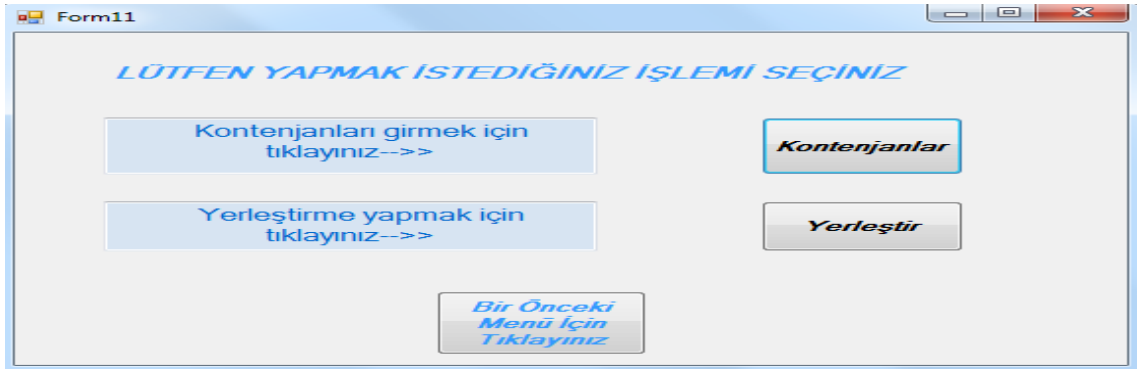 Form11
LÜTFEN YAPMAK İSTEDİĞİNİZ İŞLEMİ SEÇİNİZ
Kontenjanları girmek için
tıklayınız-->>
Kontenjanlar
Yerleştirme yapmak için
tıklayınız-->>
Yerleştir
Bir Önceki
Menü İçin
Tıklayınız